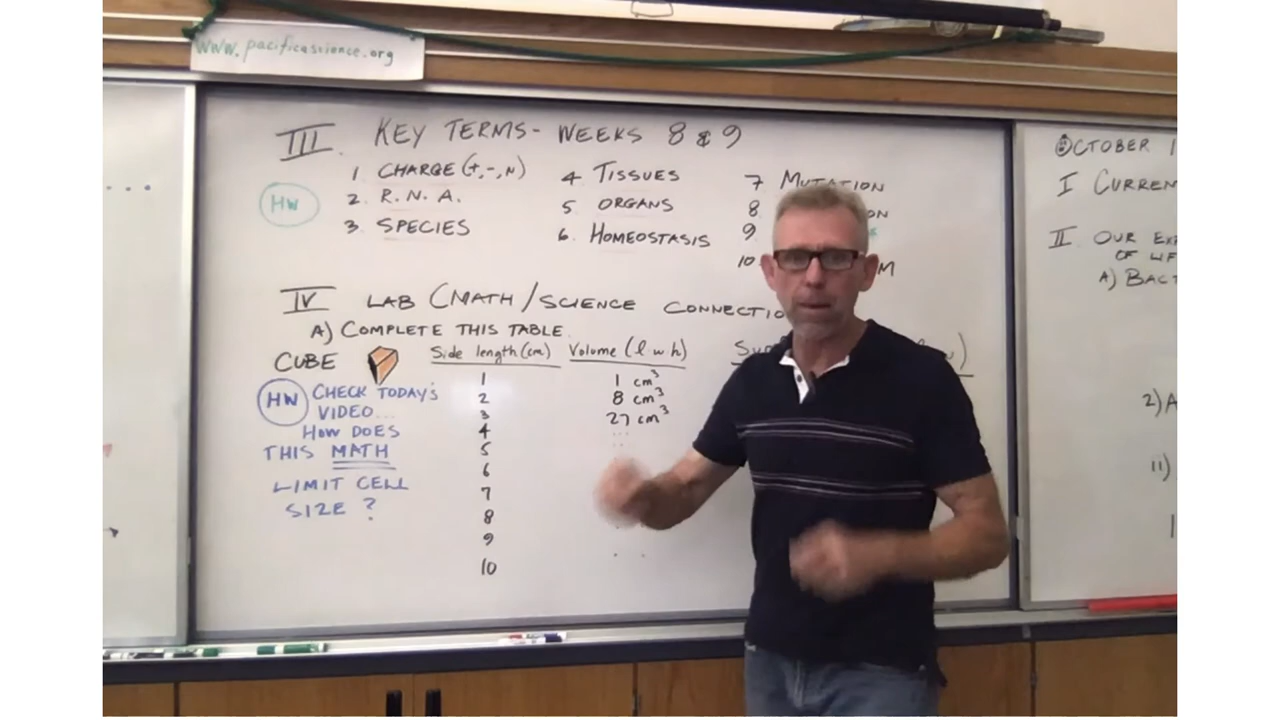 www.pacificascience.org
III. KEY TERMS- WEEKS 8 & 9
HW
1. CHARGE (+,-,N)
2. R.N.A.
3. SPECIES
4 TISSUES
5. ORGANS
6. HOMEOSTASIS
7 MUTATION
8
9
10
IV LAB (MATH/SCIENCE CONNECTIO
A) COMPLETE THIS TABLE.
CUBE
Side length (cm)
Volume (l w h)
1
2
3
4
5
6
7
8
9
10
1 cm³
8 cm³
27 cm³
HW CHECK TODAY'S
VIDEO...
HOW DOES
THIS MATH
LIMIT CELL
SIZE?
OCTOBER 1
I CURREN
II. OUR EX
OF LIF
A) BACT
2) A
11)